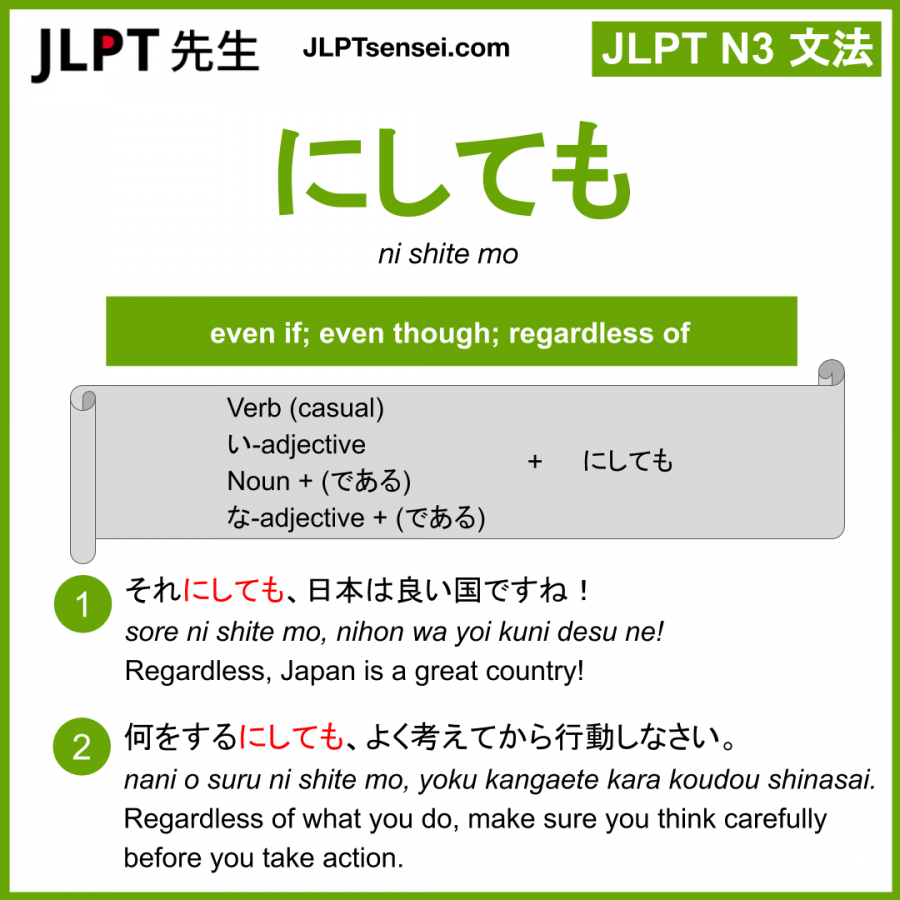 JLPT 先生
JLPTsensei.com
JLPT N3 文法
にしても
ni shite mo
even if; even though; regardless of
Verb (casual)
い-adjective
Noun + (である)
な-adjective + (である)
+ にしても
1
それにしても、日本は良い国ですね！
sore ni shite mo, nihon wa yoi kuni desu ne!
Regardless, Japan is a great country!
2
何をするにしても、よく考えてから行動しなさい。
nani o suru ni shite mo, yoku kangaete kara koudou shinasai.
Regardless of what you do, make sure you think carefully
before you take action.